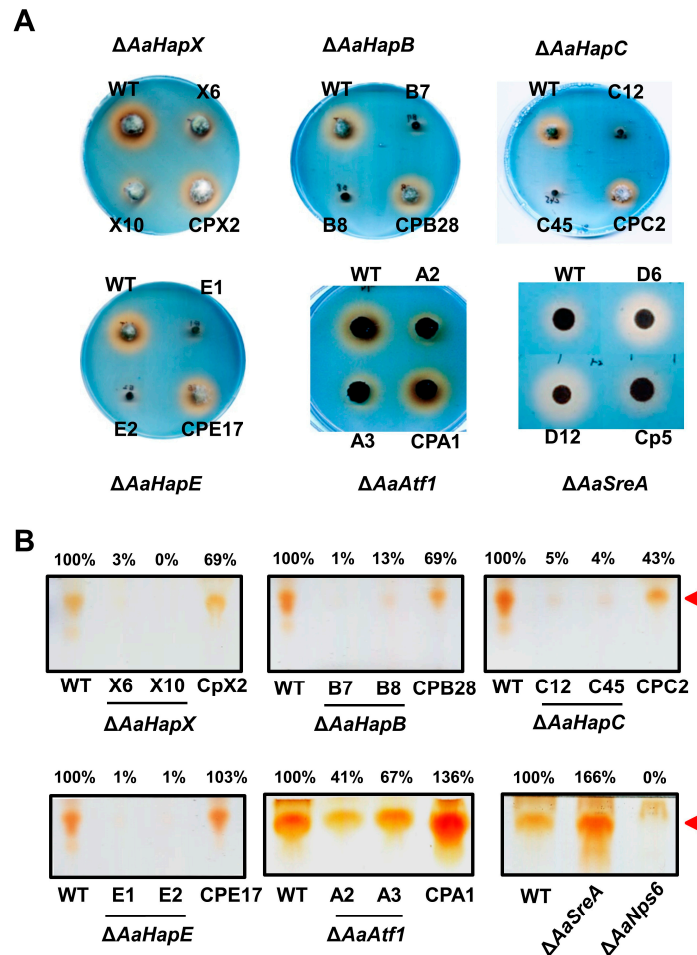 A
ΔAaHapX ΔAaHapB ΔAaHapC
WT X6 WT B7 WT C12
X10 CPX2 B8 CPB28 C45 CPC2
WT E1 WT A2 WT D6
E2 CPE17 A3 CPA1 D12 Cp5
ΔAaHapE ΔAaAtf1 ΔAaSreA
B
100% 3% 0% 69% 100% 1% 13% 69% 100% 5% 4% 43%
WT X6 X10 CpX2 WT B7 B8 CPB28 WT C12 C45 CPC2
ΔAaHapX ΔAaHapB ΔAaHapC
100% 1% 1% 103% 100% 41% 67% 136% 100% 166% 0%
WT E1 E2 CPE17 WT A2 A3 CPA1 WT ΔAaSreA ΔAaNps6
ΔAaHapE ΔAaAtf1